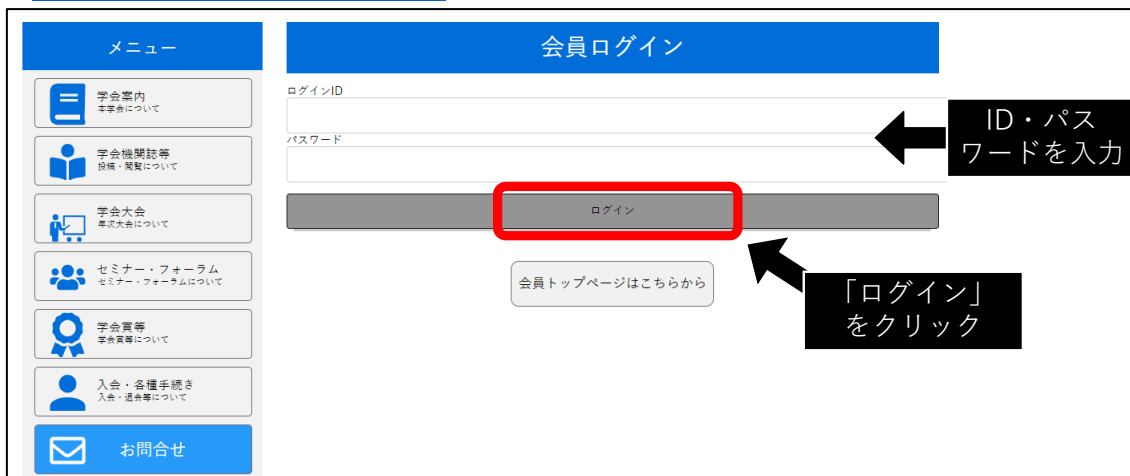 メニュー
学会案内
本学会について
学会機関誌等
投稿・閲覧について
学会大会
年次大会について
セミナー・フォーラム
セミナー・フォーラムについて
学会賞等
学会賞等について
入会・各種手続き
入会・退会等について
お問合せ
会員ログイン
ログインID
パスワード
ログイン
会員トップページはこちらから
ID・パス
ワードを入力
「ログイン」
をクリック